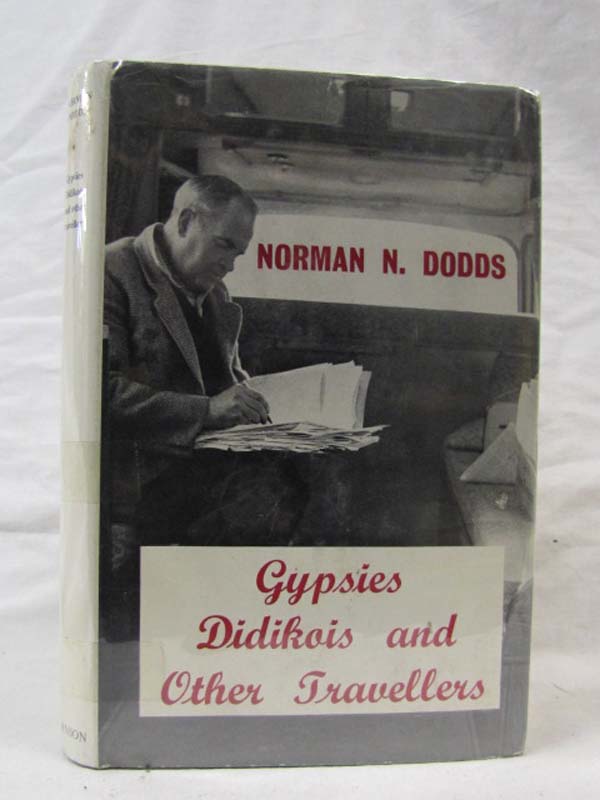 NORMAN N. DODDS
Gypsies
Didikois and
Other Travellers